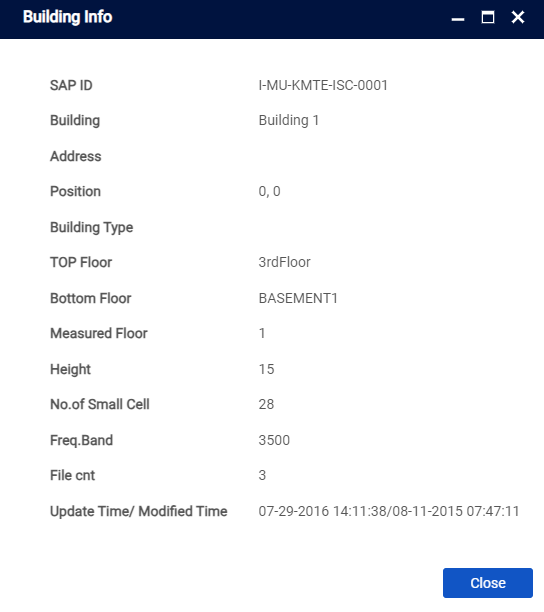 Building Info
SAP ID I-MU-KMTE-ISC-0001
Building Building 1
Address
Position 0, 0
Building Type
TOP Floor 3rdFloor
Bottom Floor BASEMENT1
Measured Floor 1
Height 15
No.of Small Cell 28
Freq.Band 3500
File cnt 3
Update Time/ Modified Time 07-29-2016 14:11:38/08-11-2015 07:47:11
Close